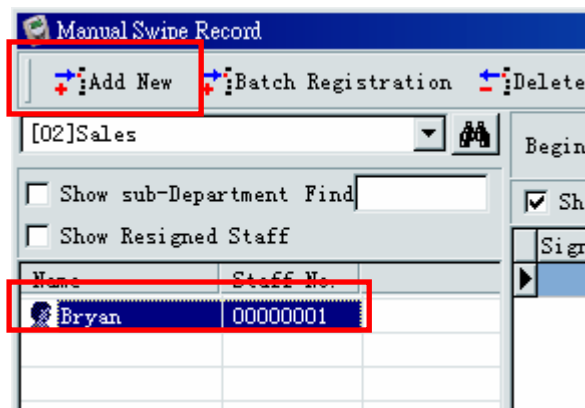 Manual Swipe Record
Add New Batch Registration Delete
[02]Sales Begin
Show sub-Department Find Sh
Show Resigned Staff Sign
Name Staff No.
Bryan 00000001